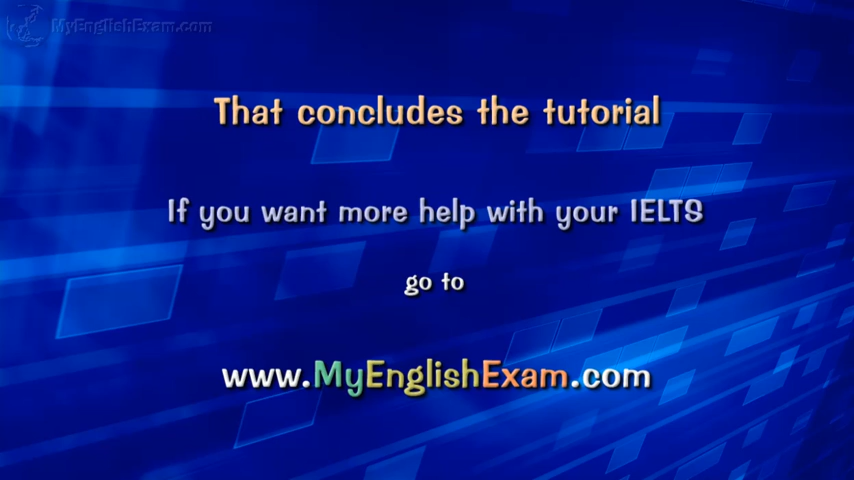 MyEnglishExam.com
That concludes the tutorial
If you want more help with your IELTS
go to
www.MyEnglishExam.com